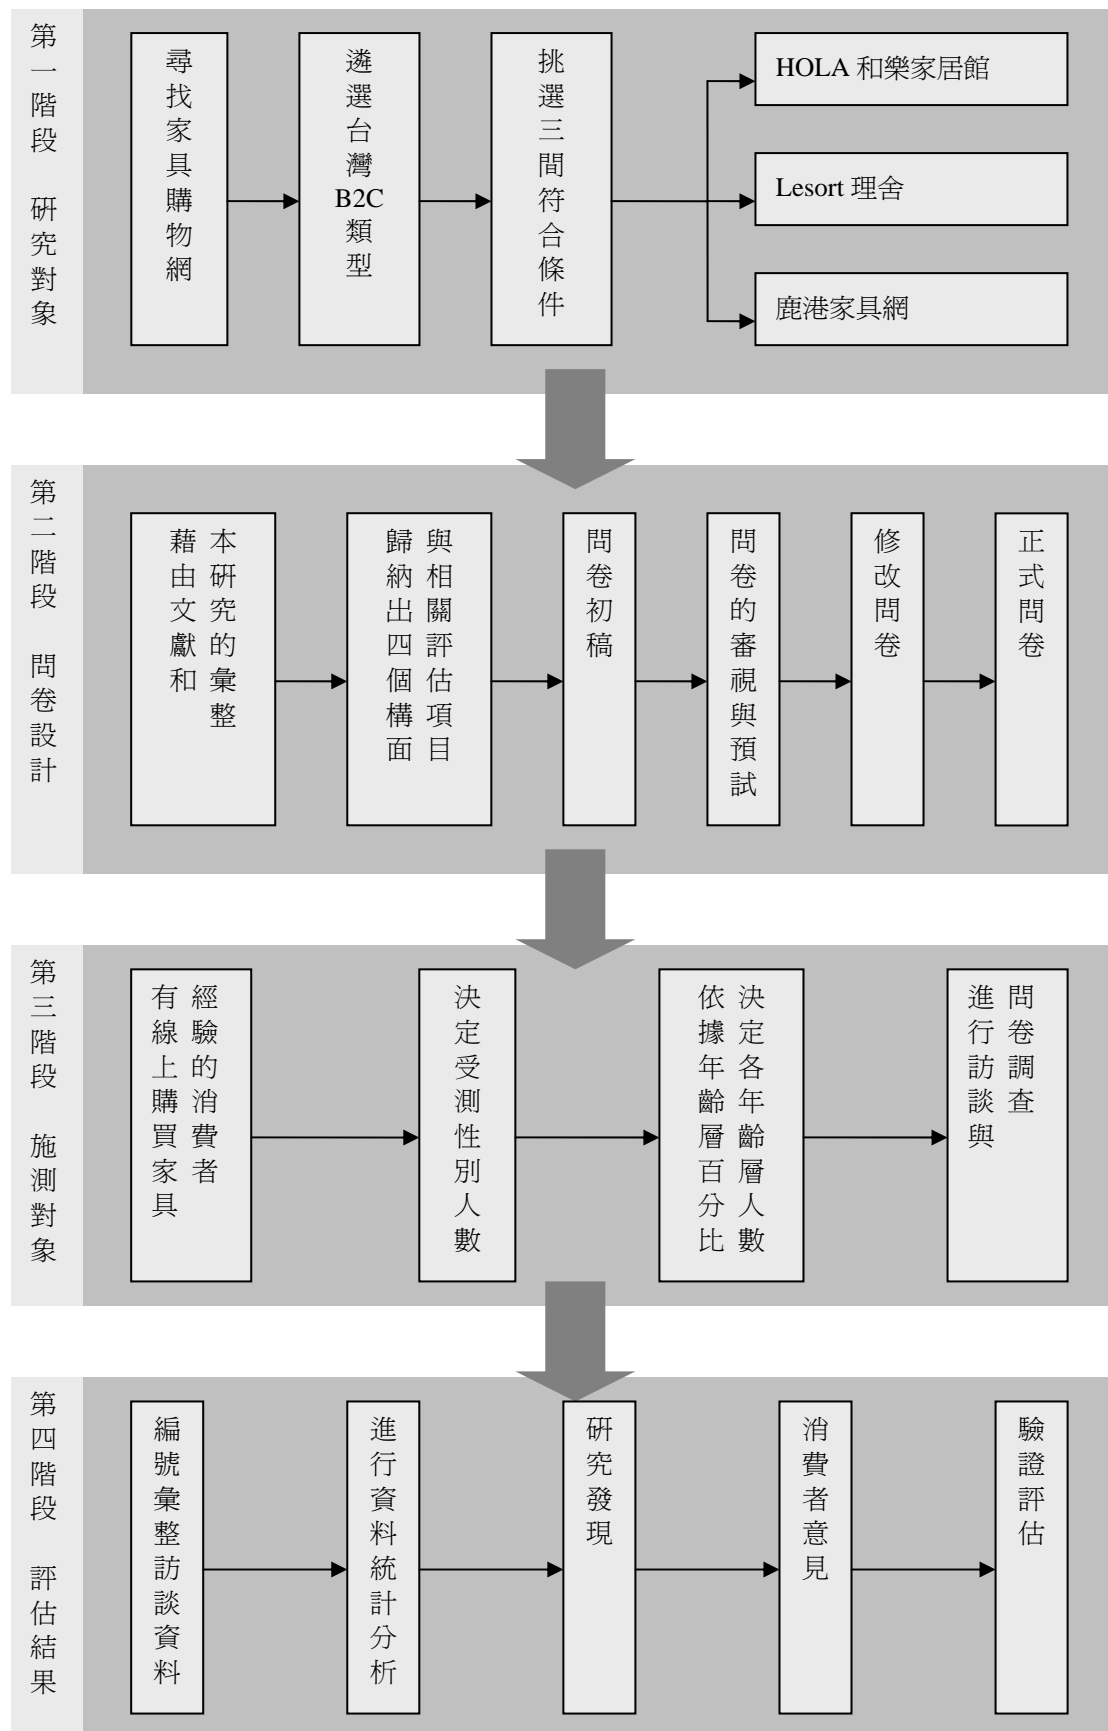 第一階段 研究對象
尋找家具購物網
遴選台灣B2C類型
挑選三間符合條件
HOLA 和樂家居館
Lesort 理舍
鹿港家具網
第二階段 問卷設計
藉由文獻和
本研究的彙整
歸納出四個構面
與相關評估項目
問卷初稿
問卷的審視與預試
修改問卷
正式問卷
第三階段 施測對象
有線上購買家具
經驗的消費者
決定受測性別人數
依據年齡層百分比
決定各年齡層人數
進行訪談與
問卷調查
第四階段 評估結果
編號彙整訪談資料
進行資料統計分析
研究發現
消費者意見
驗證評估